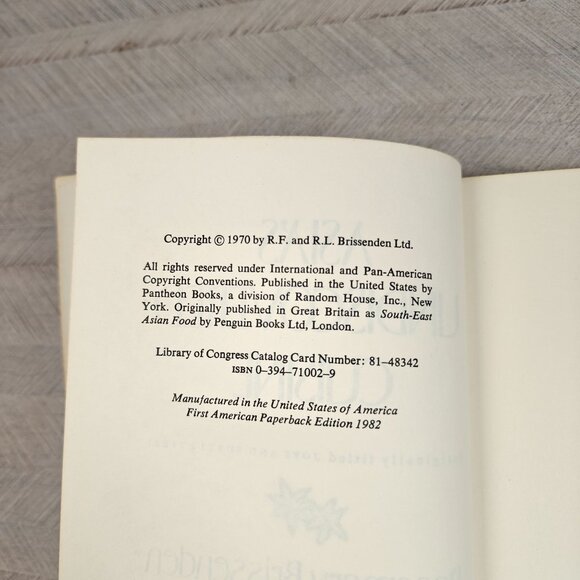 Copyright © 1970 by R.F. and R.L. Brissenden Ltd.
All rights reserved under International and Pan-American
Copyright Conventions. Published in the United States by
Pantheon Books, a division of Random House, Inc., New
York. Originally published in Great Britain as South-East
Asian Food by Penguin Books Ltd, London.
Library of Congress Catalog Card Number: 81-48342
ISBN 0-394-71002-9
Manufactured in the United States of America
First American Paperback Edition 1982